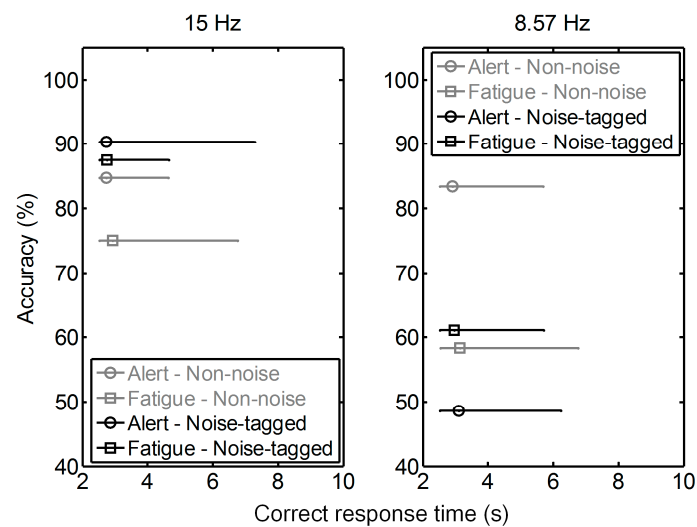 15 Hz
8.57 Hz
Accuracy (%)
100
90
80
70
60
50
40
2
4
6
8
10
Alert - Non-noise
Fatigue - Non-noise
Alert - Noise-tagged
Fatigue - Noise-tagged
100
90
80
70
60
50
40
2
4
6
8
10
Alert - Non-noise
Fatigue - Non-noise
Alert - Noise-tagged
Fatigue - Noise-tagged
Correct response time (s)